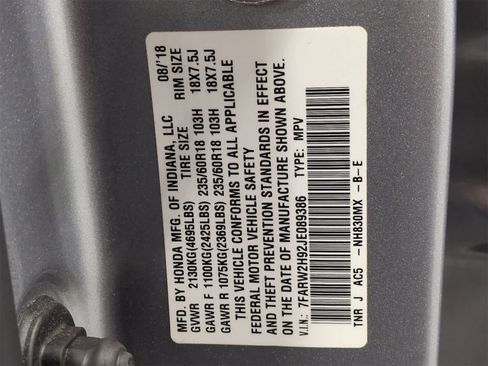 MFD. BY HONDA MFG. OF INDIANA, LLC 08/'18
TIRE SIZE RIM SIZE
GVWR 2130KG(4695LBS)
GAWR F 1100KG(2425LBS) 235/60R18 103H 18X7.5J
GAWR R 1075KG(2369LBS) 235/60R18 103H 18X7.5J
THIS VEHICLE CONFORMS TO ALL APPLICABLE
FEDERAL MOTOR VEHICLE SAFETY
AND THEFT PREVENTION STANDARDS IN EFFECT
ON THE DATE OF MANUFACTURE SHOWN ABOVE.
V.I.N.: 7FARW2H92JE089386 TYPE: MPV
TNR J AC5 -NH830MX -B-E